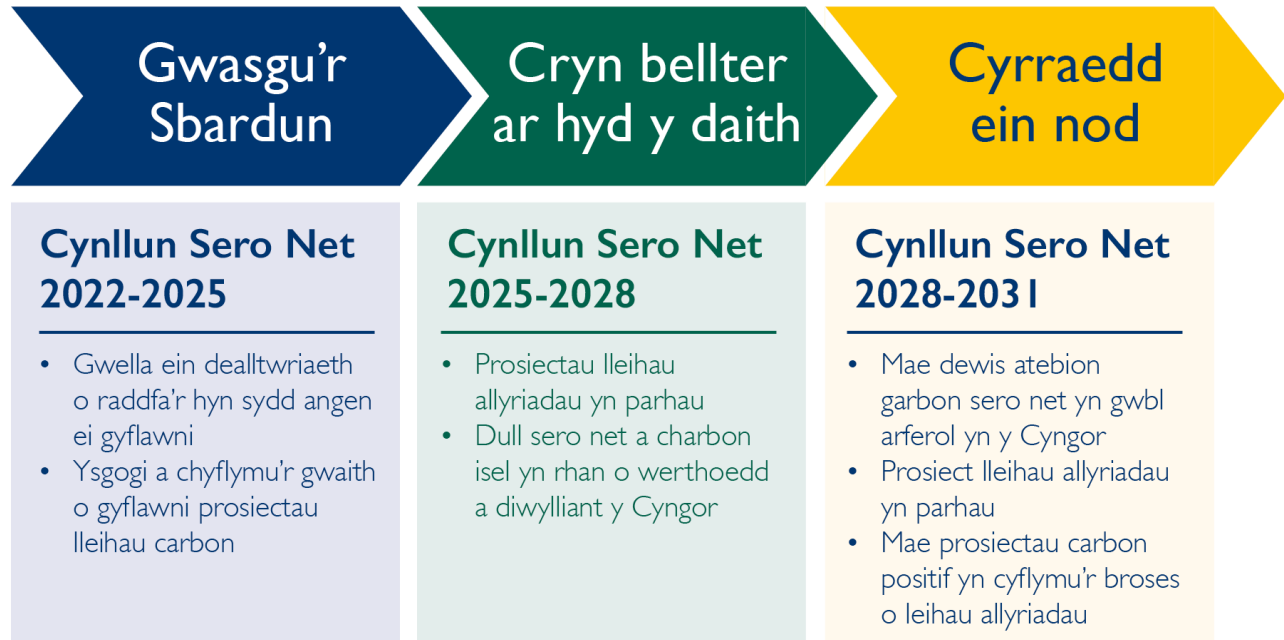 Gwasgu’r
Sbardun
Cryn bellter
ar hyd y daith
Cyrraedd
ein nod
Cynllun Sero Net
2022-2025
• Gwella ein dealltwriaeth
o raddfa’r hyn sydd angen
ei gyflawni
• Ysgogi a chyflymu’r gwaith
o gyflawni prosiectau
lleihau carbon
Cynllun Sero Net
2025-2028
• Prosiectau lleihau
allyriadau yn parhau
• Dull sero net a charbon
isel yn rhan o werthoedd
a diwylliant y Cyngor
Cynllun Sero Net
2028-2031
• Mae dewis atebion
garbon sero net yn gwbl
arferol yn y Cyngor
• Prosiect lleihau allyriadau
yn parhau
• Mae prosiectau carbon
positif yn cyflymu’r broses
o leihau allyriadau